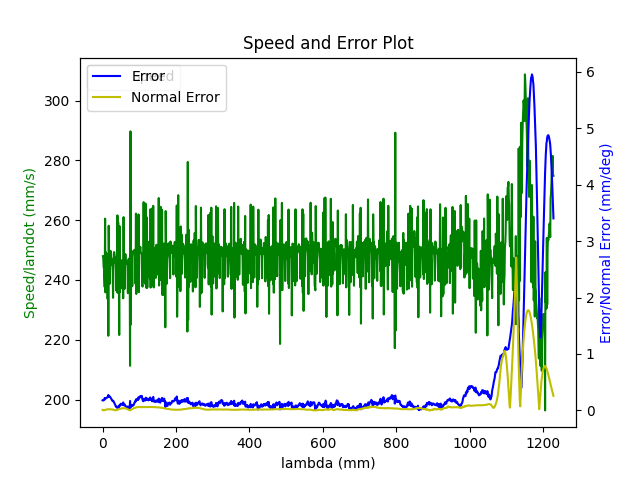 Speed and Error Plot
Error
Normal Error
Speed/lamdot (mm/s)
300
280
260
240
220
200
6
5
4
3
2
1
0
Error/Normal Error (mm/deg)
0 200 400 600 800 1000 1200
lambda (mm)